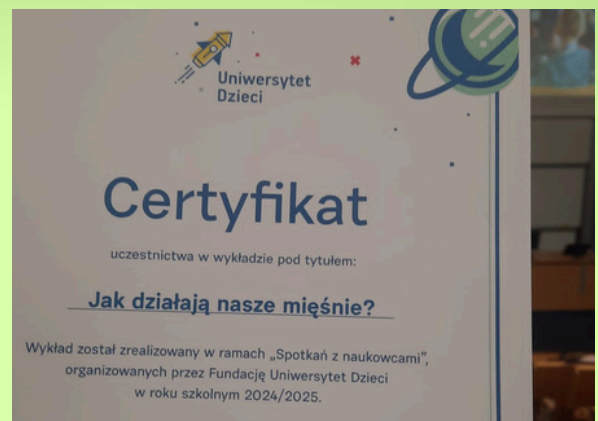 Uniwersytet
Dzieci
Certyfikat
uczestnictwa w wykładzie pod tytułem:
Jak działają nasze mięśnie?
Wykład został zrealizowany w ramach „Spotkań z naukowcami”,
organizowanych przez Fundację Uniwersytet Dzieci
w roku szkolnym 2024/2025.